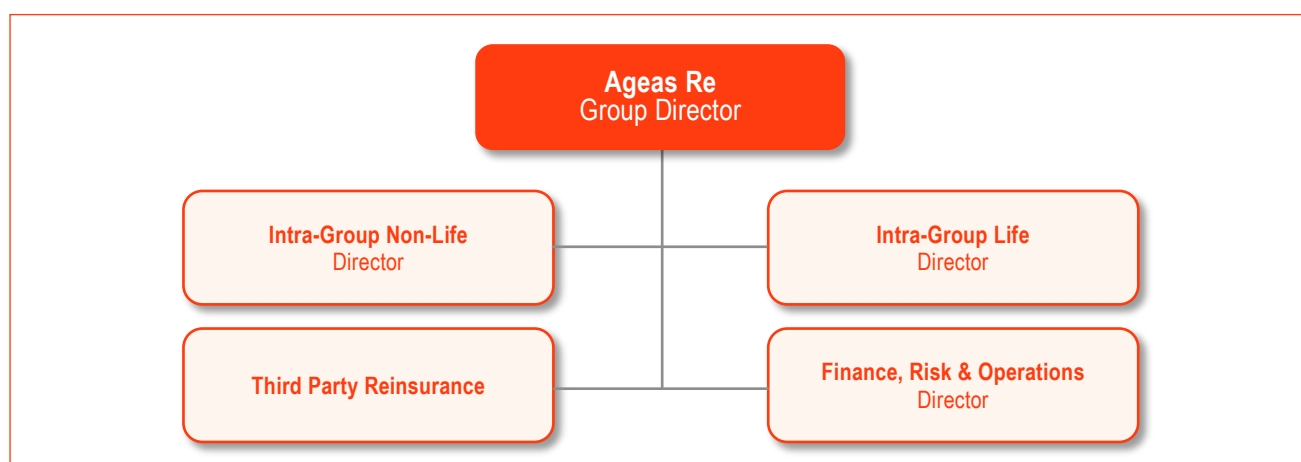 Ageas Re
Group Director
Intra-Group Non-Life
Director
Intra-Group Life
Director
Third Party Reinsurance
Finance, Risk & Operations
Director